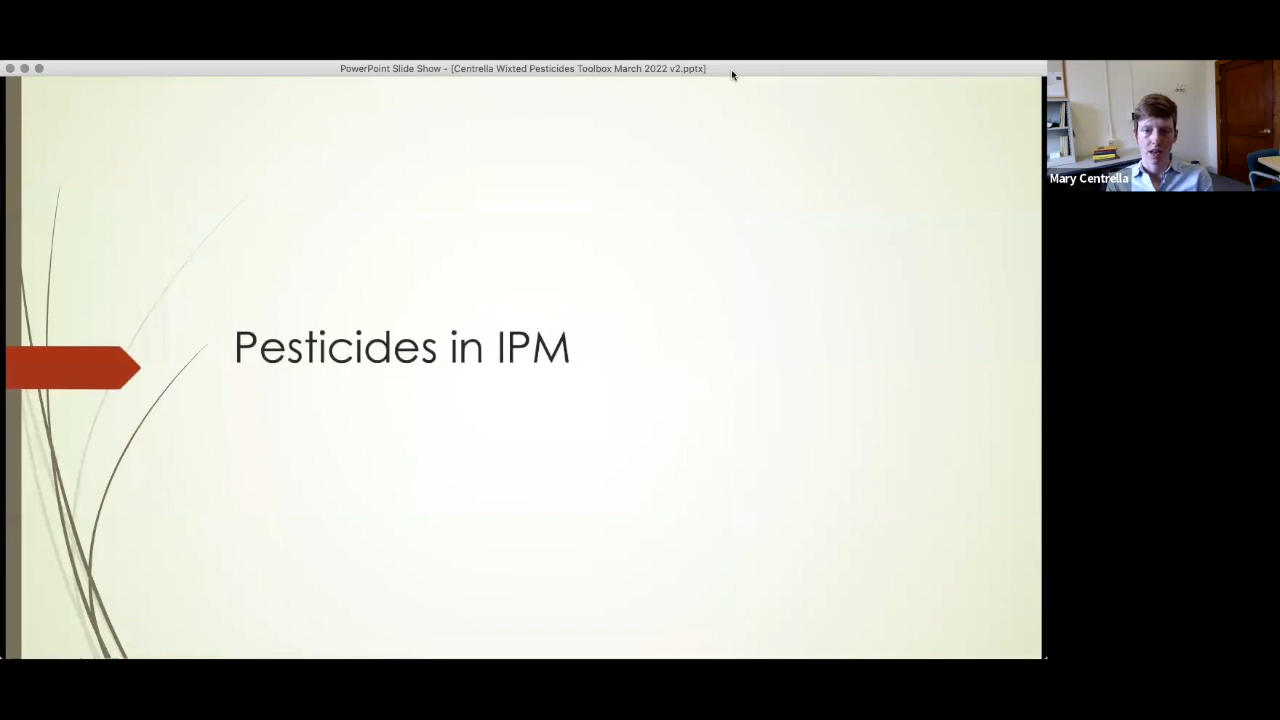 PowerPoint Slide Show - [Centrella Wixted Pesticides Toolbox March 2022 v2.pptx]
Mary Centrella
Pesticides in IPM